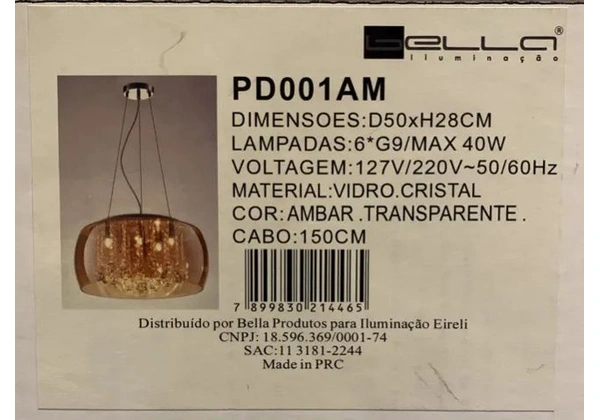 bella®
iluminação
PD001AM
DIMENSOES:D50xH28CM
LAMPADAS:6*G9/MAX 40W
VOLTAGEM:127V/220V~50/60Hz
MATERIAL:VIDRO.CRISTAL
COR:AMBAR .TRANSPARENTE .
CABO:150CM
7 899830 214465
Distribuído por Bella Produtos para Iluminação Eireli
CNPJ: 18.596.369/0001-74
SAC:11 3181-2244
Made in PRC